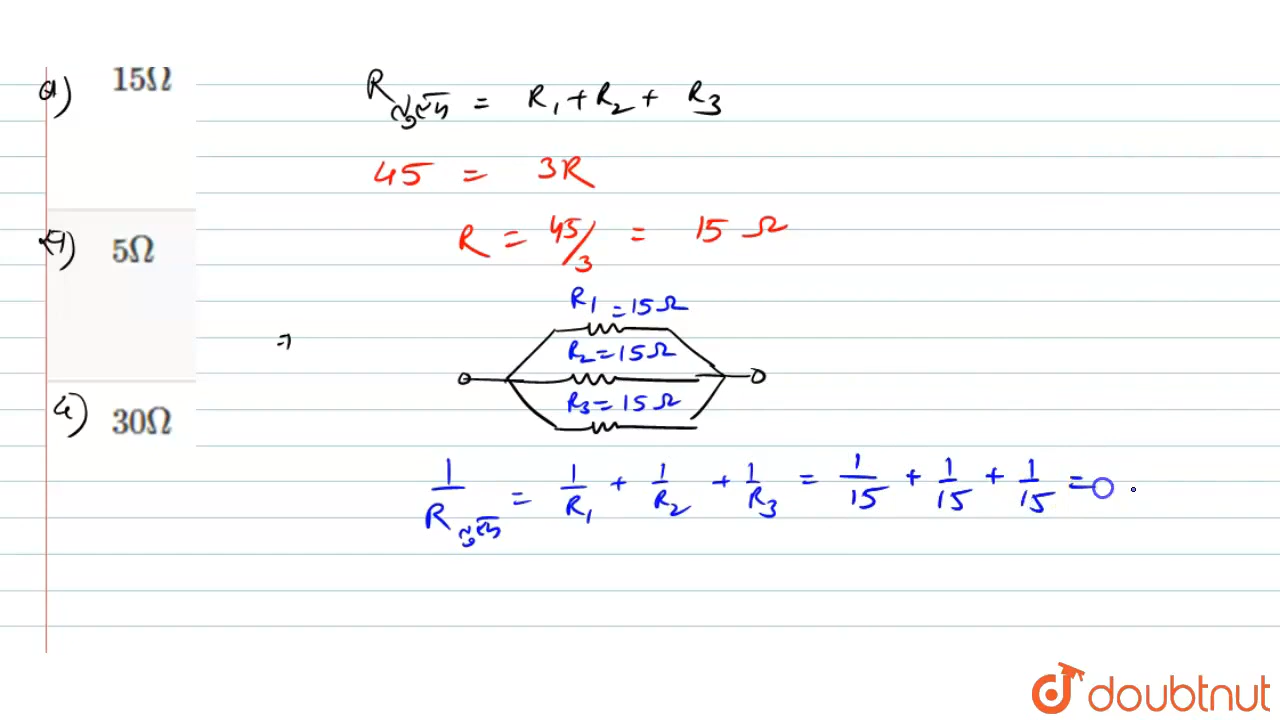 15Ω
R = R₁ + R₂ + R₃
45 = 3R
R = 45/3 = 15 Ω
5Ω
R₁ = 15Ω
R₂ = 15Ω
R₃ = 15Ω
30Ω
1/R = 1/R₁ + 1/R₂ + 1/R₃ = 1/15 + 1/15 + 1/15 =
doubtnut